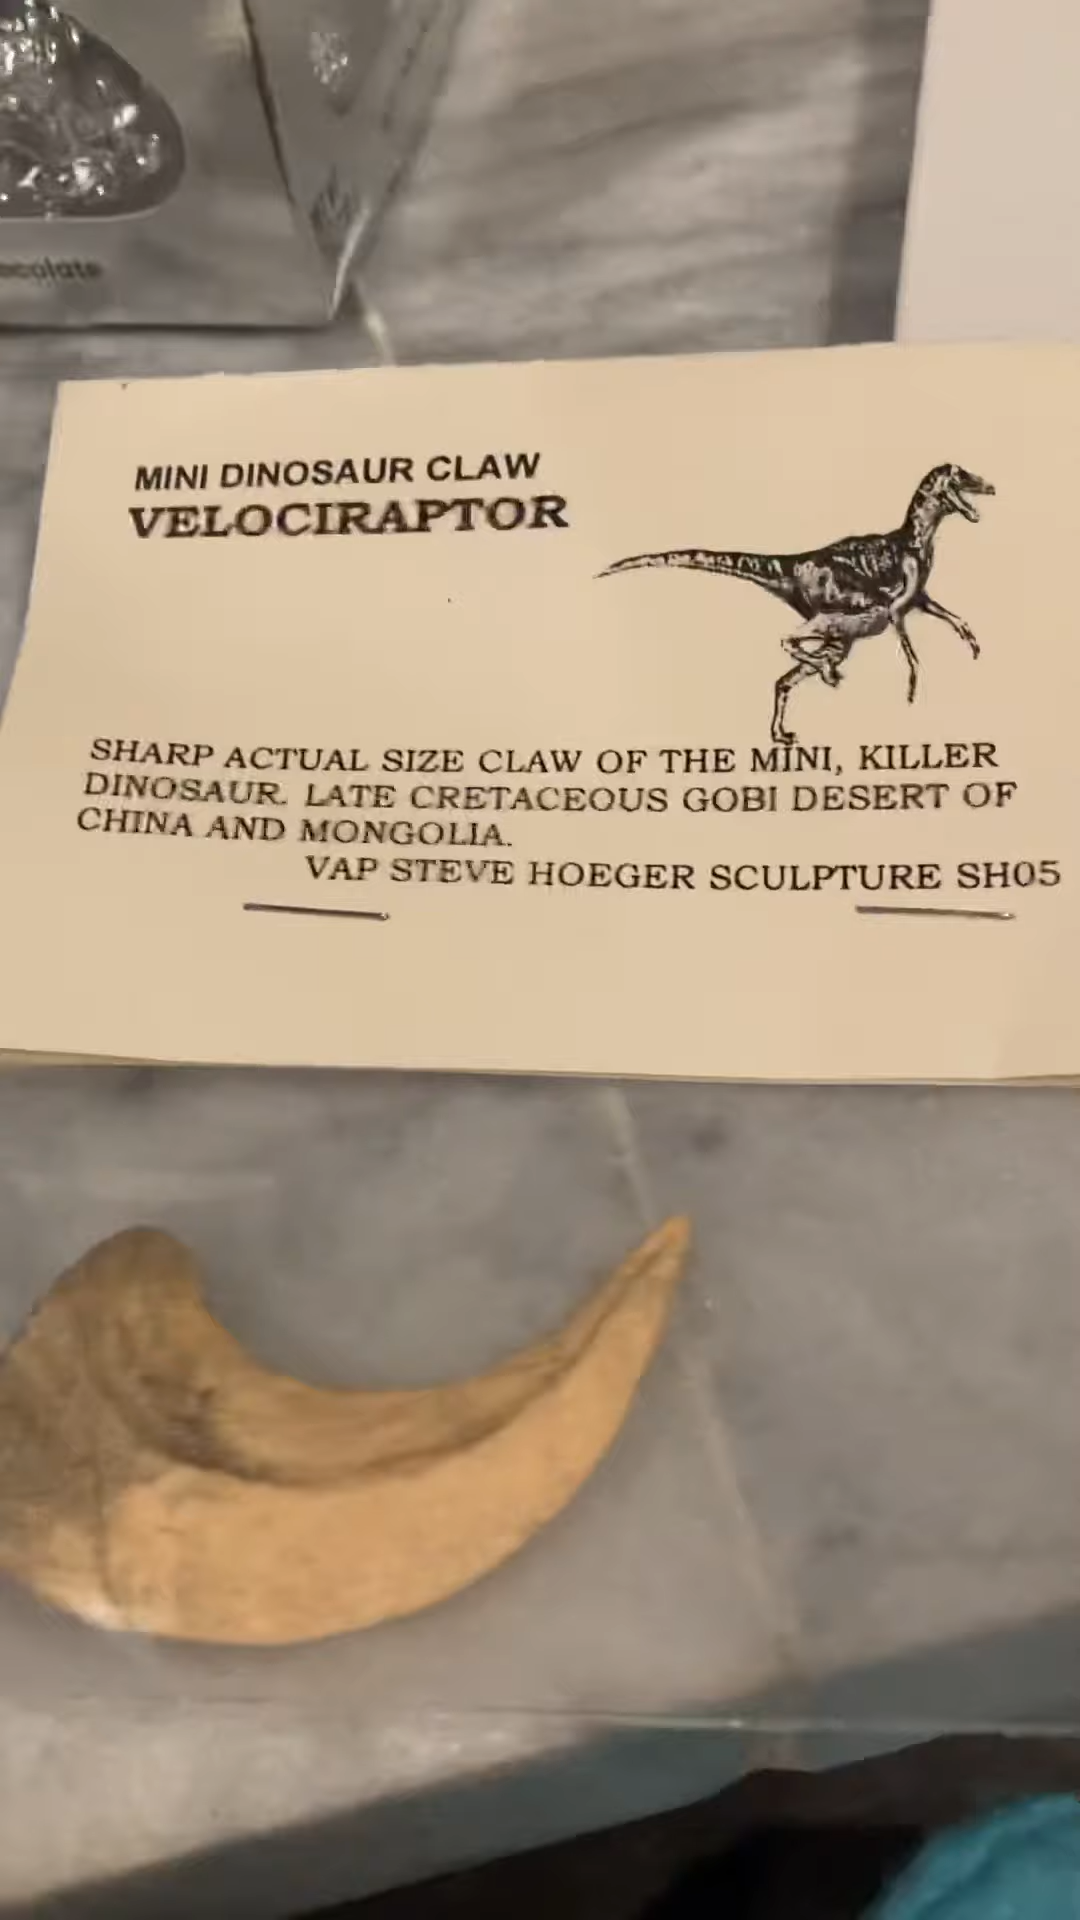 MINI DINOSAUR CLAW
VELOCIRAPTOR
SHARP ACTUAL SIZE CLAW OF THE MINI, KILLER
DINOSAUR. LATE CRETACEOUS GOBI DESERT OF
CHINA AND MONGOLIA.
VAP STEVE HOEGER SCULPTURE SH05